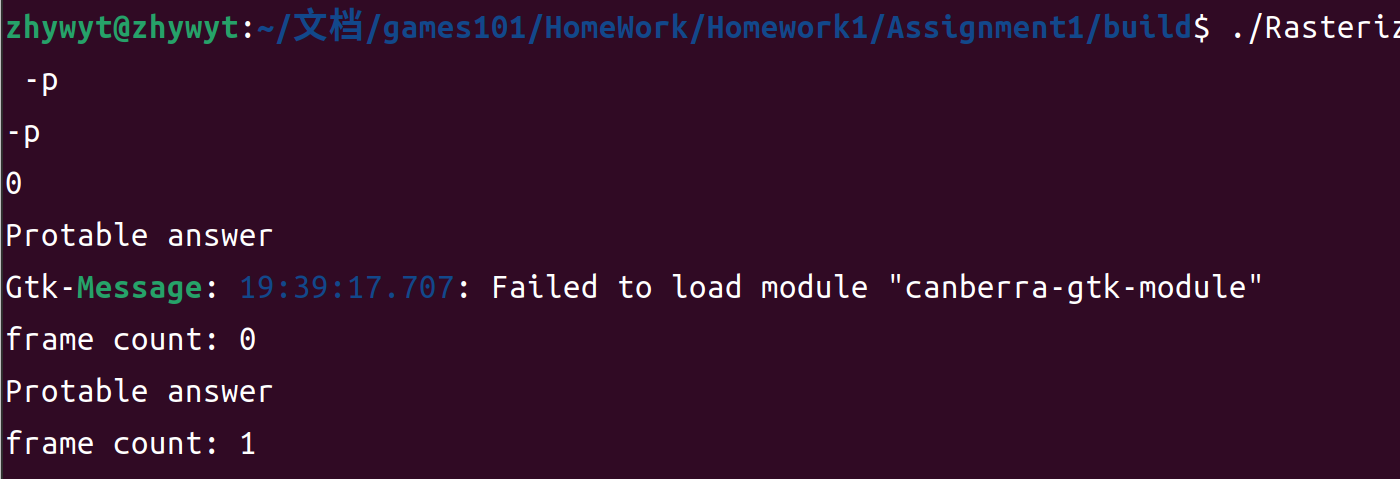 zhywyt@zhywyt:~/文档/games101/HomeWork/Homework1/Assignment1/build$ ./Rasteriz
-p
-p
0
Protable answer
Gtk-Message: 19:39:17.707: Failed to load module "canberra-gtk-module"
frame count: 0
Protable answer
frame count: 1